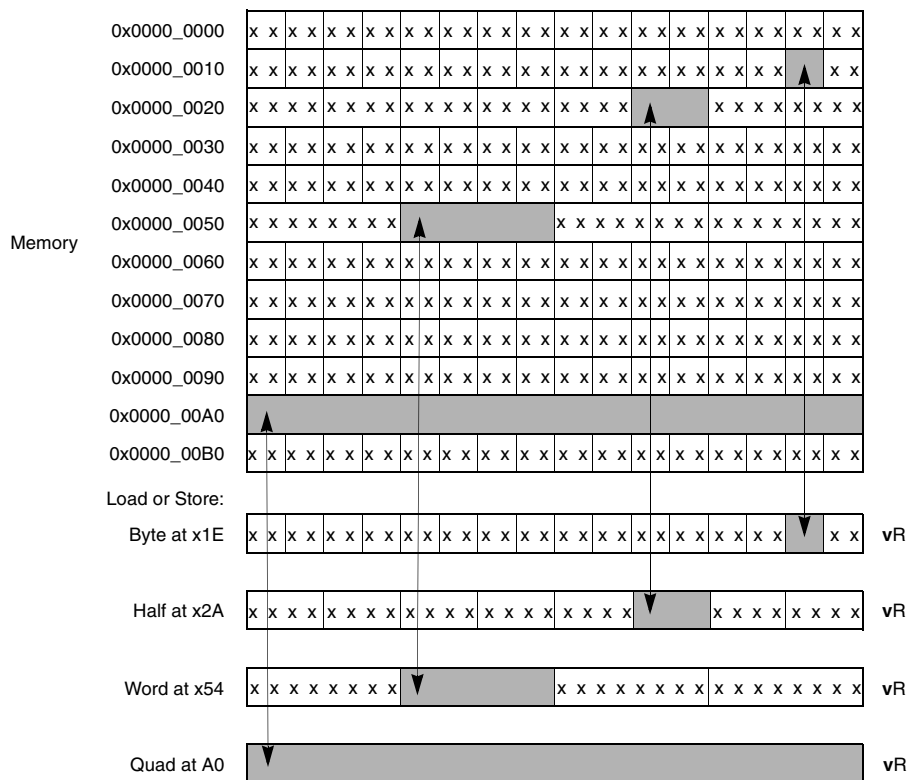 0x0000_0000 x x x x x x x x x x x x x x x x x x x x x x x x x x x x x x x x
0x0000_0010 x x x x x x x x x x x x x x x x x x x x x x x x x x x x x x
0x0000_0020 x x x x x x x x x x x x x x x x x x x x x x x x x x x x
0x0000_0030 x x x x x x x x x x x x x x x x x x x x x x x x x x x x x x x x
0x0000_0040 x x x x x x x x x x x x x x x x x x x x x x x x x x x x x x x x
0x0000_0050 x x x x x x x x x x x x x x x x x x x x x x x x
Memory
0x0000_0060 x x x x x x x x x x x x x x x x x x x x x x x x x x x x x x x x
0x0000_0070 x x x x x x x x x x x x x x x x x x x x x x x x x x x x x x x x
0x0000_0080 x x x x x x x x x x x x x x x x x x x x x x x x x x x x x x x x
0x0000_0090 x x x x x x x x x x x x x x x x x x x x x x x x x x x x x x x x
0x0000_00A0
0x0000_00B0 x x x x x x x x x x x x x x x x x x x x x x x x x x x x x x x x
Load or Store:
Byte at x1E x x x x x x x x x x x x x x x x x x x x x x x x x x x x x x vR
Half at x2A x x x x x x x x x x x x x x x x x x x x x x x x x x x x vR
Word at x54 x x x x x x x x x x x x x x x x x x x x x x x x vR
Quad at A0 vR